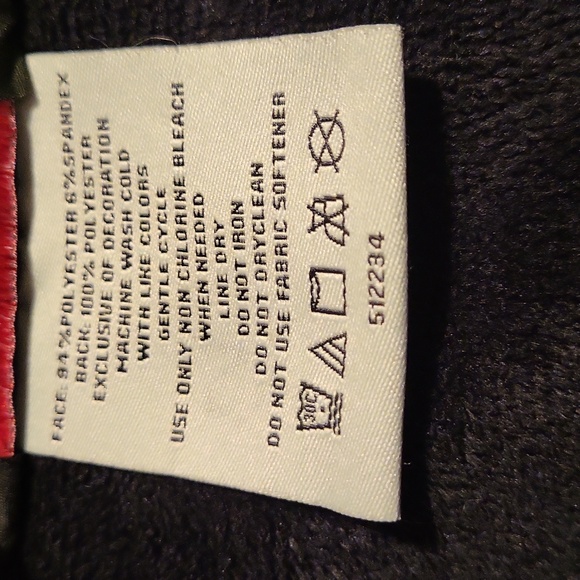 FACE: 94%POLYESTER 6%SPANDEX
BACK: 100% POLYESTER
EXCLUSIVE OF DECORATION
MACHINE WASH COLD
WITH LIKE COLORS
GENTLE CYCLE
USE ONLY NON CHLORINE BLEACH
WHEN NEEDED
LINE DRY
DO NOT IRON
DO NOT DRYCLEAN
DO NOT USE FABRIC SOFTENER
30C
512234